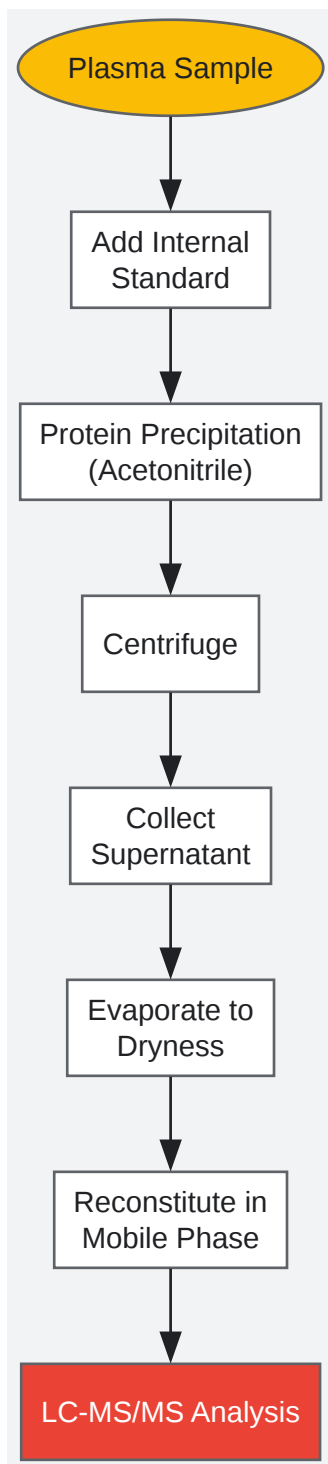 Plasma Sample
Add Internal
Standard
Protein Precipitation
(Acetonitrile)
Centrifuge
Collect
Supernatant
Evaporate to
Dryness
Reconstitute in
Mobile Phase
LC-MS/MS Analysis